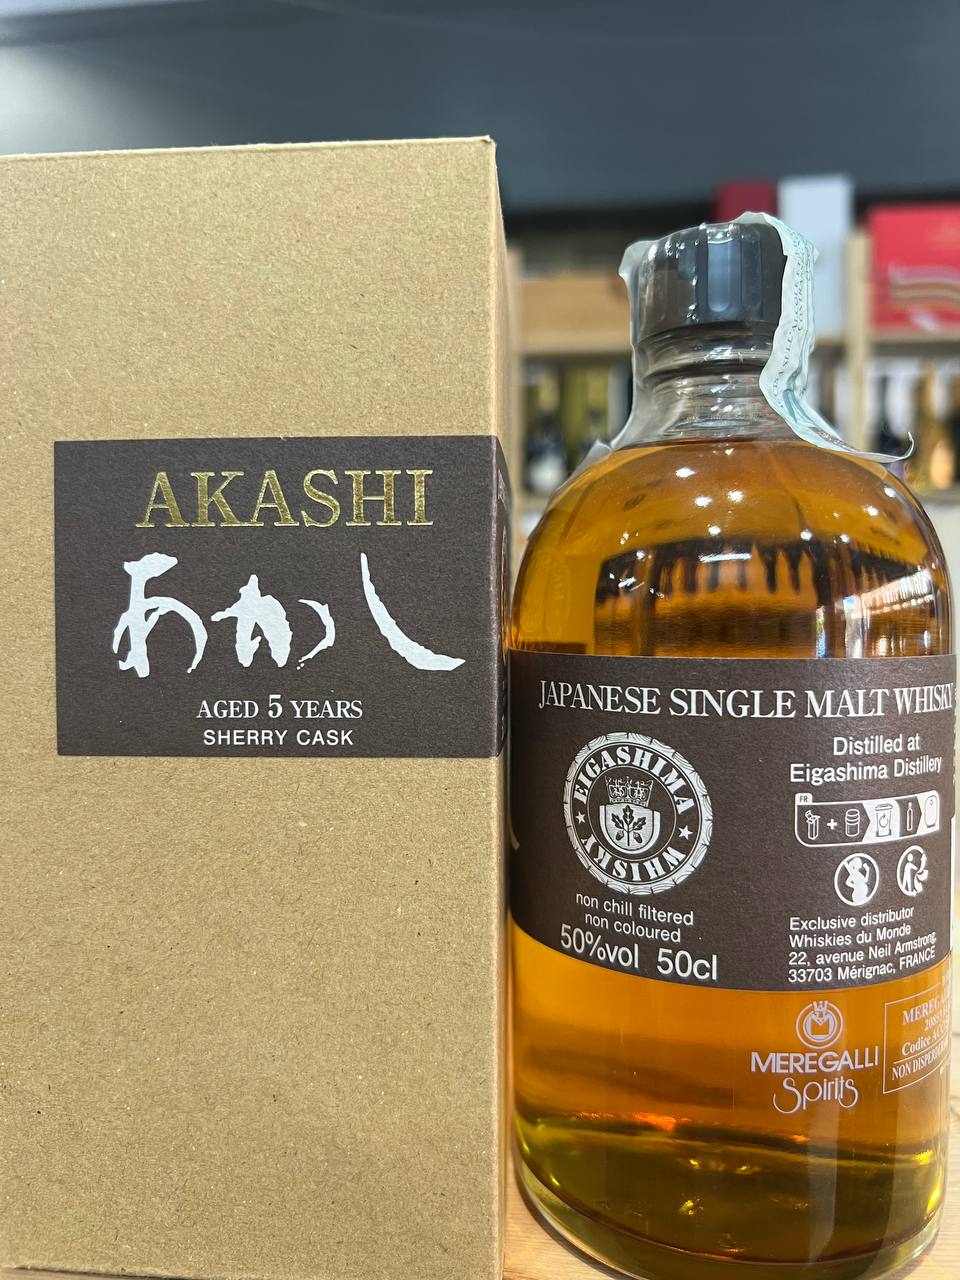 AKASHI
あかし
AGED 5 YEARS
SHERRY CASK
JAPANESE SINGLE MALT WHISKY
EIGASHIMA
WHISKY
non chill filtered
non coloured
50%vol 50cl
Distilled at
Eigashima Distillery
FR
Exclusive distributor
Whiskies du Monde
22, avenue Neil Armstrong,
33703 Mérignac, FRANCE
MEREGALLI
Spirits
Codice